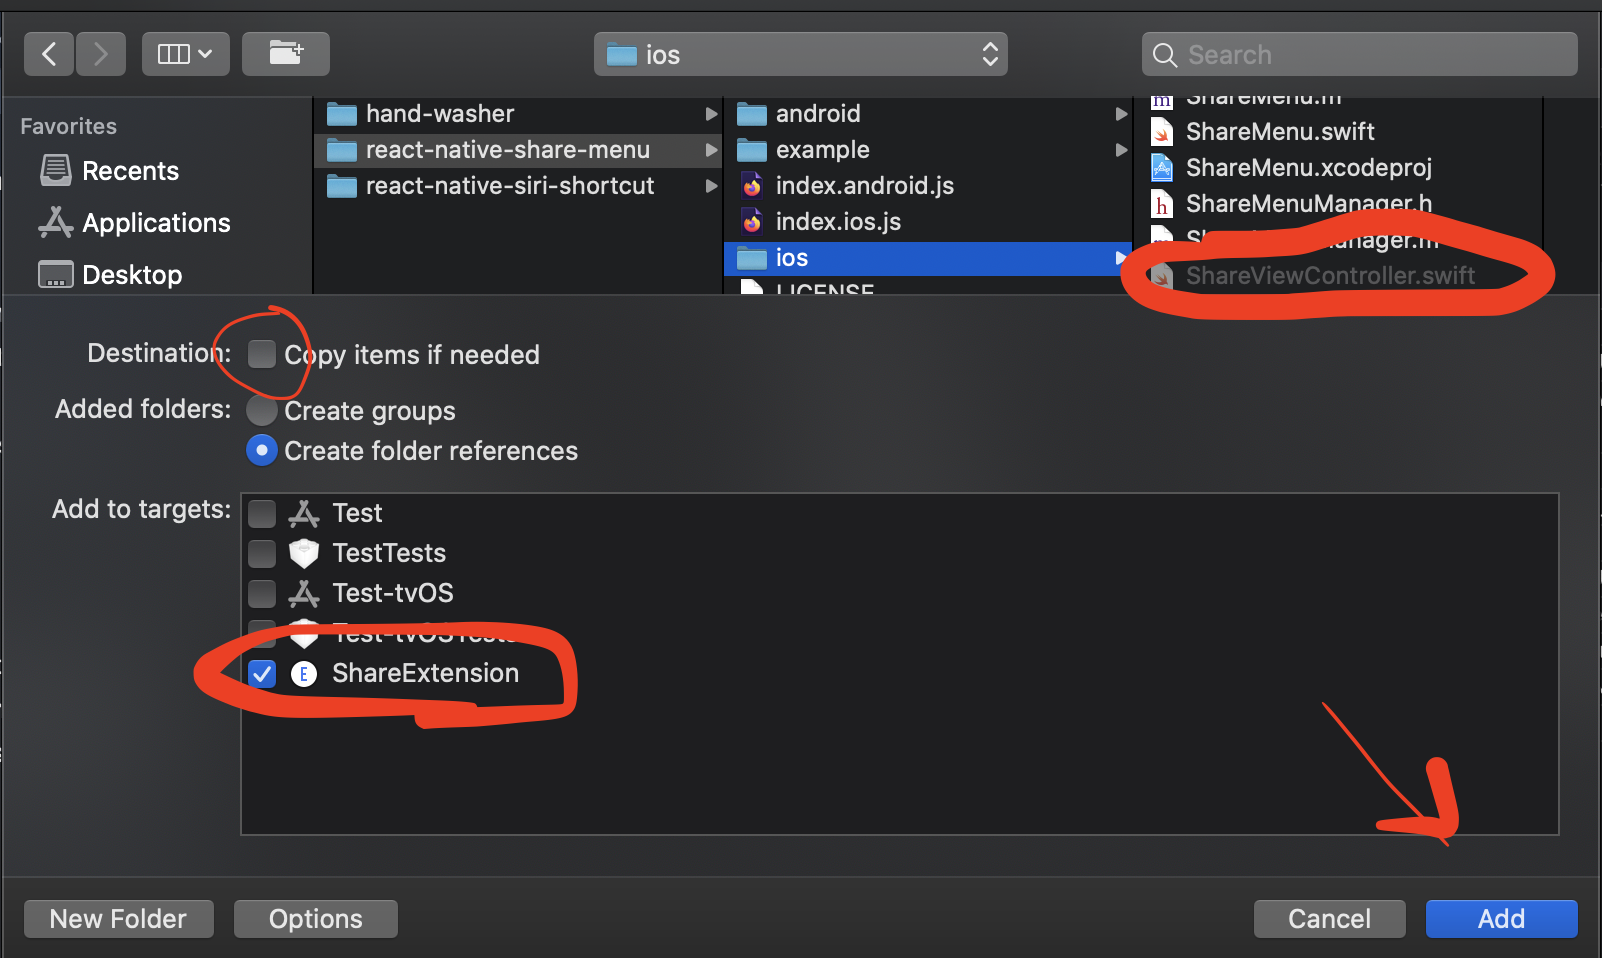 ios
Search
Favorites
Recents
Applications
Desktop
hand-washer
react-native-share-menu
react-native-siri-shortcut
android
example
index.android.js
index.ios.js
ios
LICENSE
ShareMenu.m
ShareMenu.swift
ShareMenu.xcodeproj
ShareMenuManager.h
ShareViewController.swift
Destination: Copy items if needed
Added folders: Create groups
Create folder references
Add to targets: Test
TestTests
Test-tvOS
Test-tvOSTests
E ShareExtension
New Folder Options Cancel Add